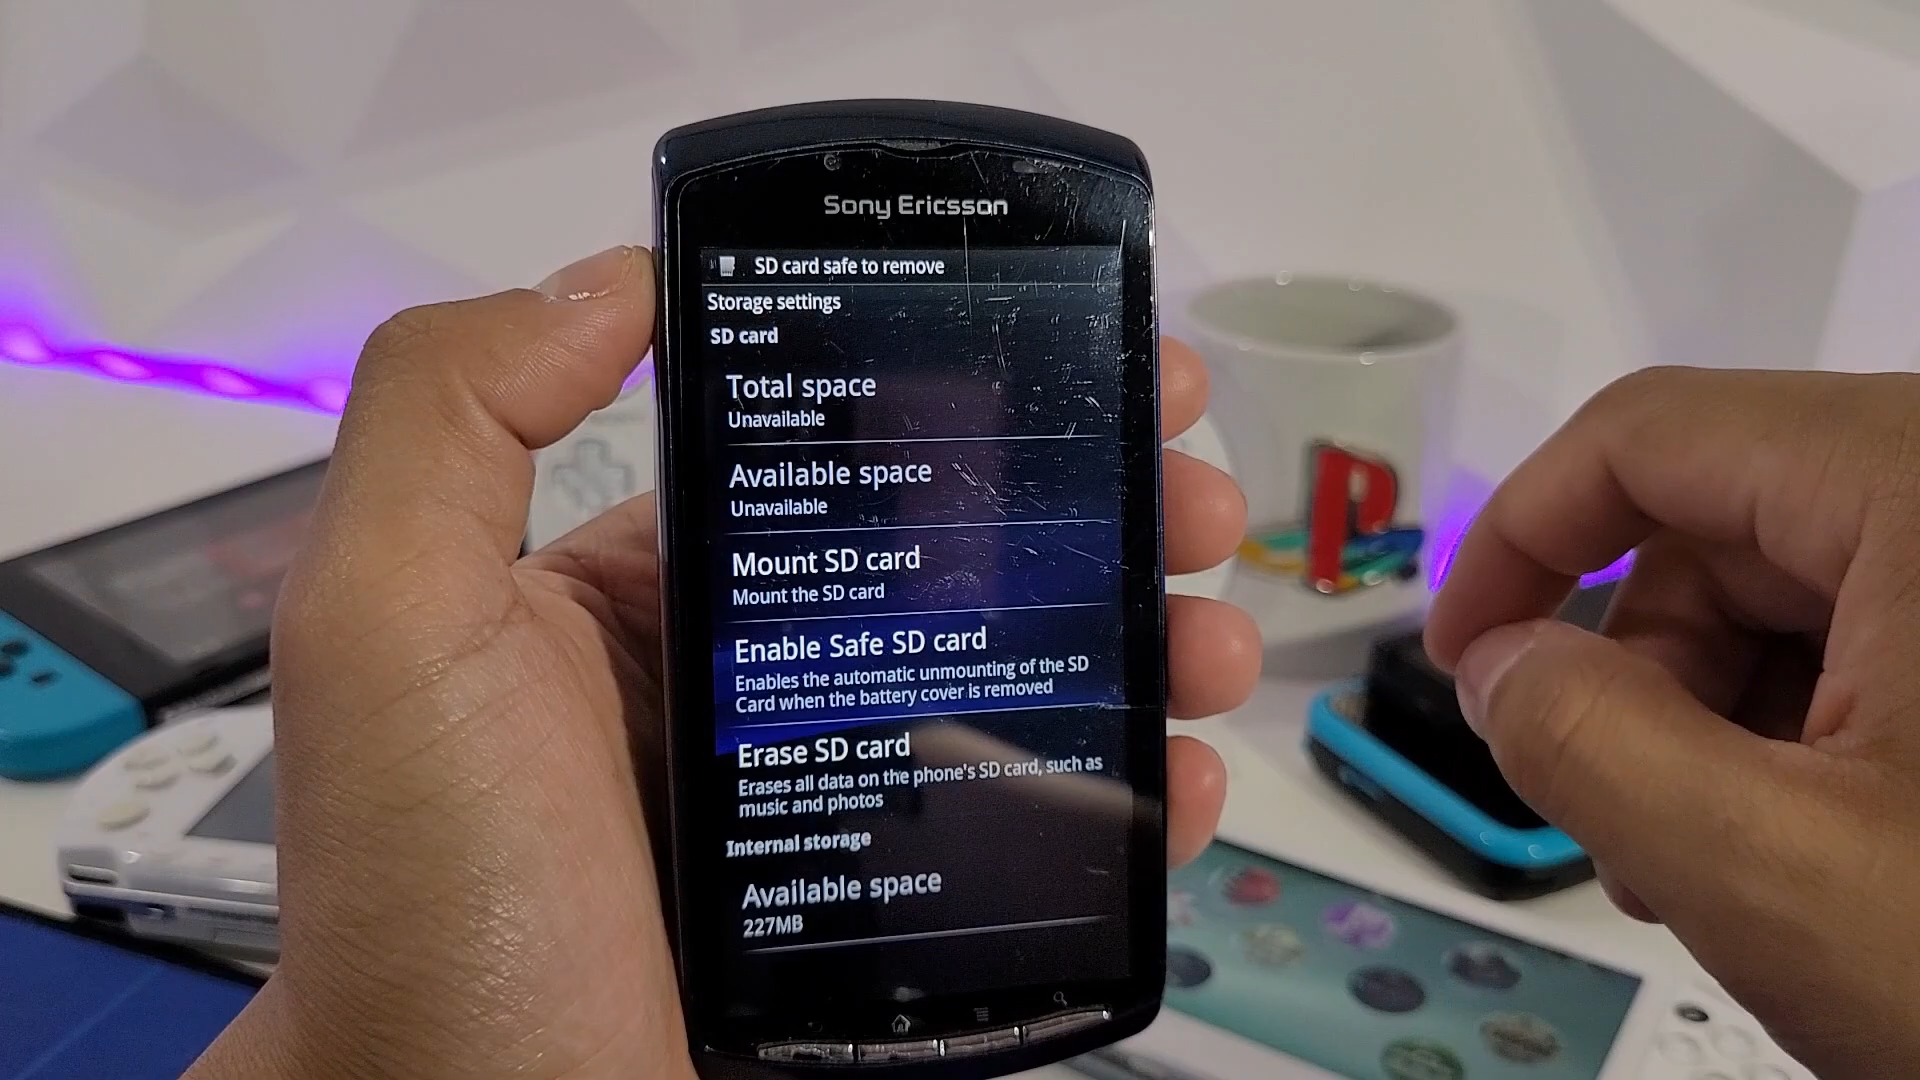 Sony Ericsson
SD card safe to remove
Storage settings
SD card
Total space
Unavailable
Available space
Unavailable
Mount SD card
Mount the SD card
Enable Safe SD card
Enables the automatic unmounting of the SD
Card when the battery cover is removed
Erase SD card
Erases all data on the phone's SD card, such as
music and photos
Internal storage
Available space
227MB